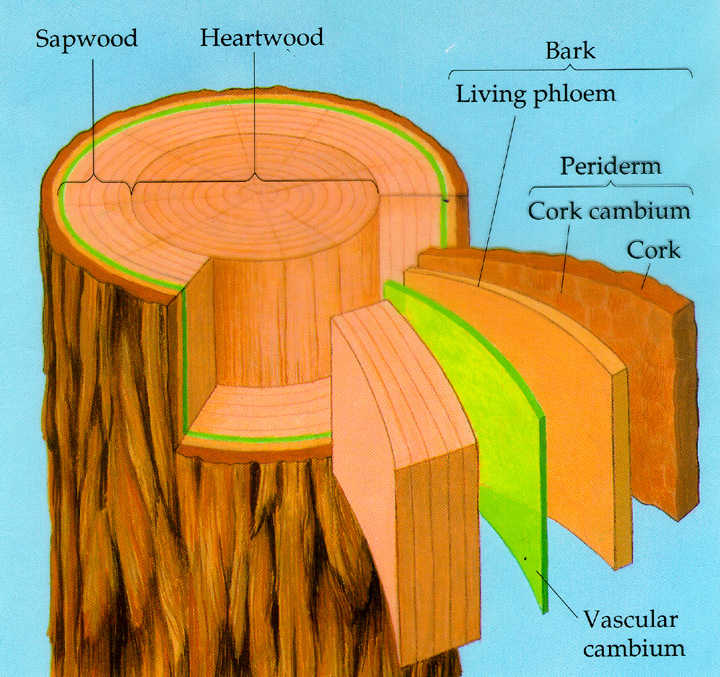 Sapwood
Heartwood
Bark
Living phloem
Periderm
Cork cambium
Cork
Vascular
cambium